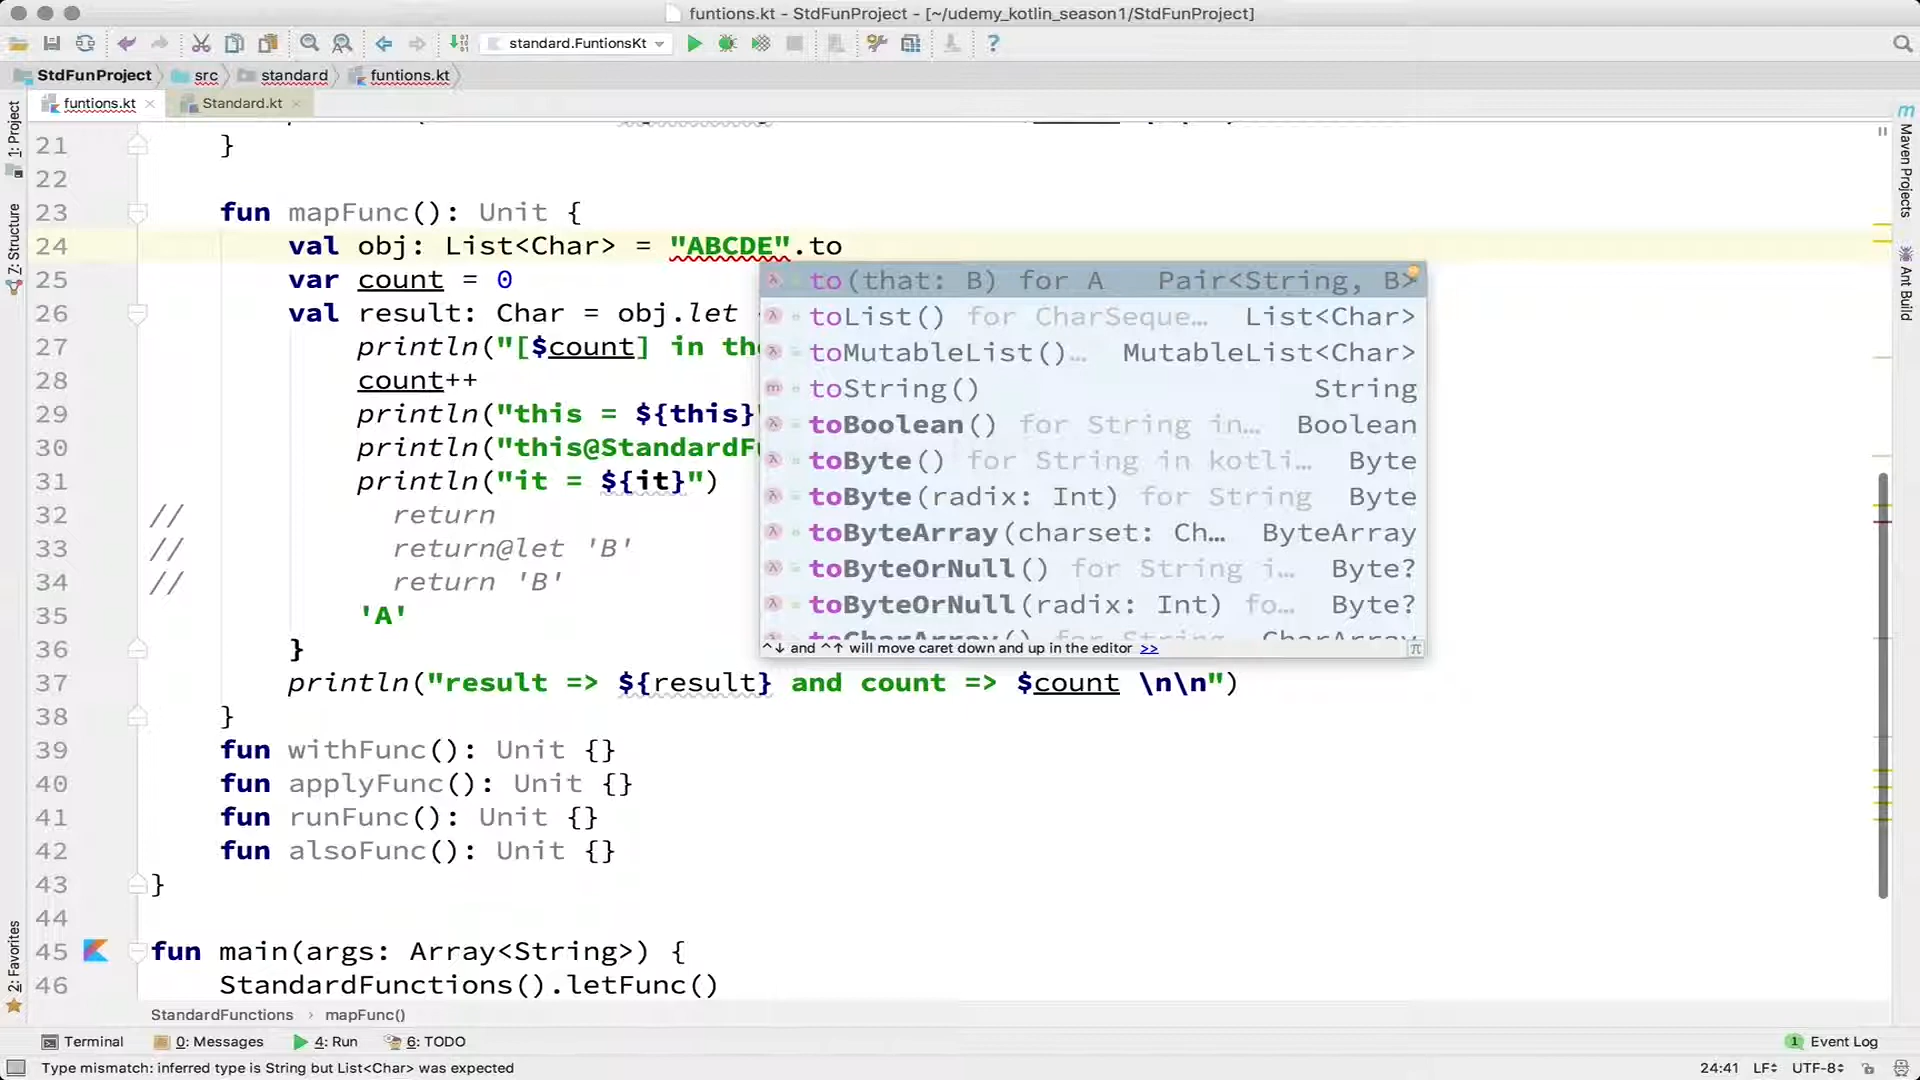 funtions.kt - StdFunProject - [~/udemy_kotlin_season1/StdFunProject]
standard.FuntionsKt
StdFunProject src standard funtions.kt
funtions.kt Standard.kt
1: Project
7: Structure
2: Favorites
Maven Projects
Ant Build
21 }
22
23 fun mapFunc(): Unit {
24 val obj: List<Char> = "ABCDE".to
25 var count = 0
26 val result: Char = obj.let
27 println("[$count] in the
28 count++
29 println("this = ${this}
30 println("this@StandardF
31 println("it = ${it}")
32 // return
33 // return@let 'B'
34 // return 'B'
35 'A'
36 }
37 println("result => ${result} and count => $count \n\n")
38 }
39 fun withFunc(): Unit {}
40 fun applyFunc(): Unit {}
41 fun runFunc(): Unit {}
42 fun alsoFunc(): Unit {}
43 }
44
45 fun main(args: Array<String>) {
46 StandardFunctions().letFunc()
to(that: B) for A Pair<String, B>
toList() for CharSeque… List<Char>
toMutableList()… MutableList<Char>
toString() String
toBoolean() for String in… Boolean
toByte() for String in kotli… Byte
toByte(radix: Int) for String Byte
toByteArray(charset: Ch… ByteArray
toByteOrNull() for String i… Byte?
toByteOrNull(radix: Int) fo… Byte?
toCharArray() for String CharArray
^↓ and ^↑ will move caret down and up in the editor >> π
StandardFunctions › mapFunc()
Terminal 0: Messages 4: Run 6: TODO 1 Event Log
Type mismatch: inferred type is String but List<Char> was expected 24:41 LF UTF-8